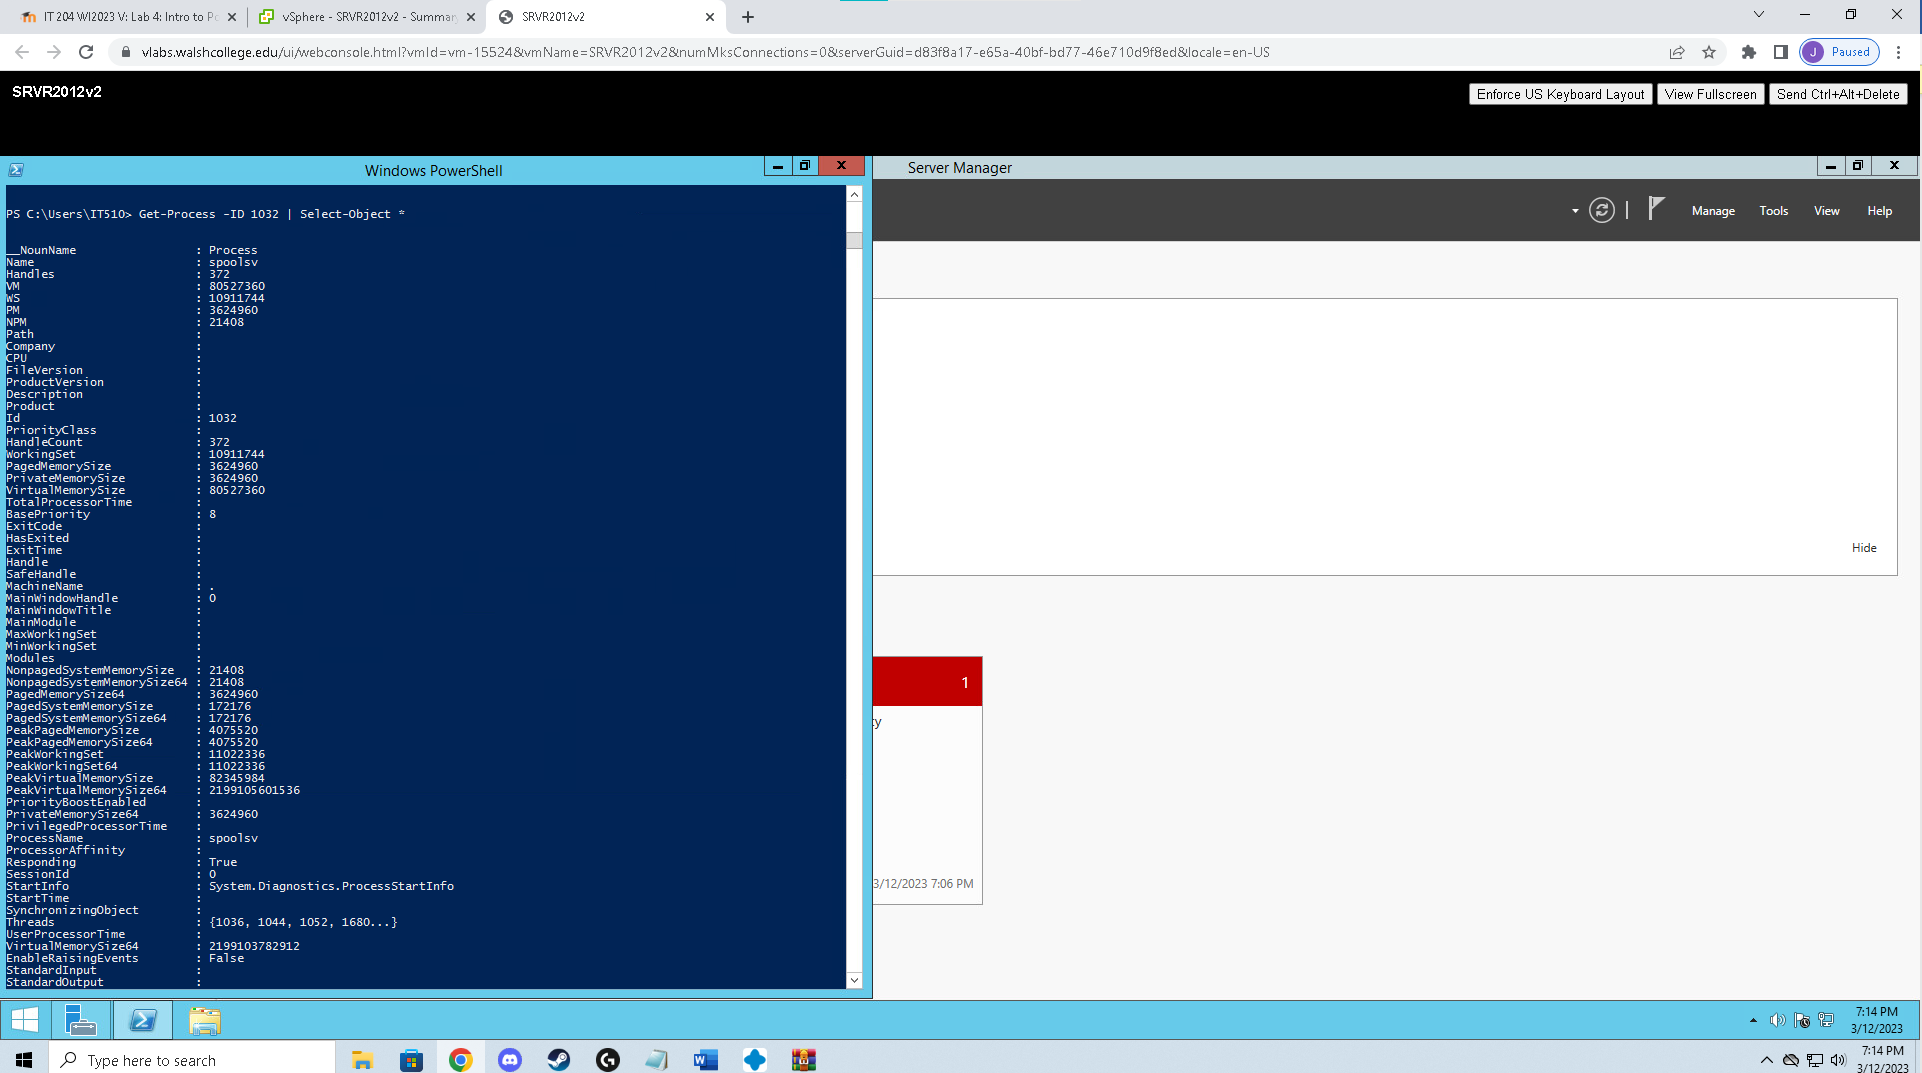 IT 204 WI2023 V: Lab 4: Intro to Po
vSphere - SRVR2012v2 - Summary
SRVR2012v2
vlabs.walshcollege.edu/ui/webconsole.html?vmId=vm-15524&vmName=SRVR2012v2&numMksConnections=0&serverGuid=d83f8a17-e65a-40bf-bd77-46e710d9f8ed&locale=en-US
J Paused
SRVR2012v2
Enforce US Keyboard Layout
View Fullscreen
Send Ctrl+Alt+Delete
Windows PowerShell
Server Manager
Manage Tools View Help
PS C:\Users\IT510> Get-Process -ID 1032 | Select-Object *
__NounName : Process
Name : spoolsv
Handles : 372
VM : 80527360
WS : 10911744
PM : 3624960
NPM : 21408
Path :
Company :
CPU :
FileVersion :
ProductVersion :
Description :
Product :
Id : 1032
PriorityClass :
HandleCount : 372
WorkingSet : 10911744
PagedMemorySize : 3624960
PrivateMemorySize : 3624960
VirtualMemorySize : 80527360
TotalProcessorTime :
BasePriority : 8
ExitCode :
HasExited :
ExitTime :
Handle :
SafeHandle :
MachineName : .
MainWindowHandle : 0
MainWindowTitle :
MainModule :
MaxWorkingSet :
MinWorkingSet :
Modules :
NonpagedSystemMemorySize : 21408
NonpagedSystemMemorySize64 : 21408
PagedMemorySize64 : 3624960
PagedSystemMemorySize : 172176
PagedSystemMemorySize64 : 172176
PeakPagedMemorySize : 4075520
PeakPagedMemorySize64 : 4075520
PeakWorkingSet : 11022336
PeakWorkingSet64 : 11022336
PeakVirtualMemorySize : 82345984
PeakVirtualMemorySize64 : 2199105601536
PriorityBoostEnabled :
PrivateMemorySize64 : 3624960
PrivilegedProcessorTime :
ProcessName : spoolsv
ProcessorAffinity :
Responding : True
SessionId : 0
StartInfo : System.Diagnostics.ProcessStartInfo
StartTime :
SynchronizingObject :
Threads : {1036, 1044, 1052, 1680...}
UserProcessorTime :
VirtualMemorySize64 : 2199103782912
EnableRaisingEvents : False
StandardInput :
StandardOutput :
Hide
1
ty
3/12/2023 7:06 PM
7:14 PM
3/12/2023
Type here to search
7:14 PM
3/12/2023